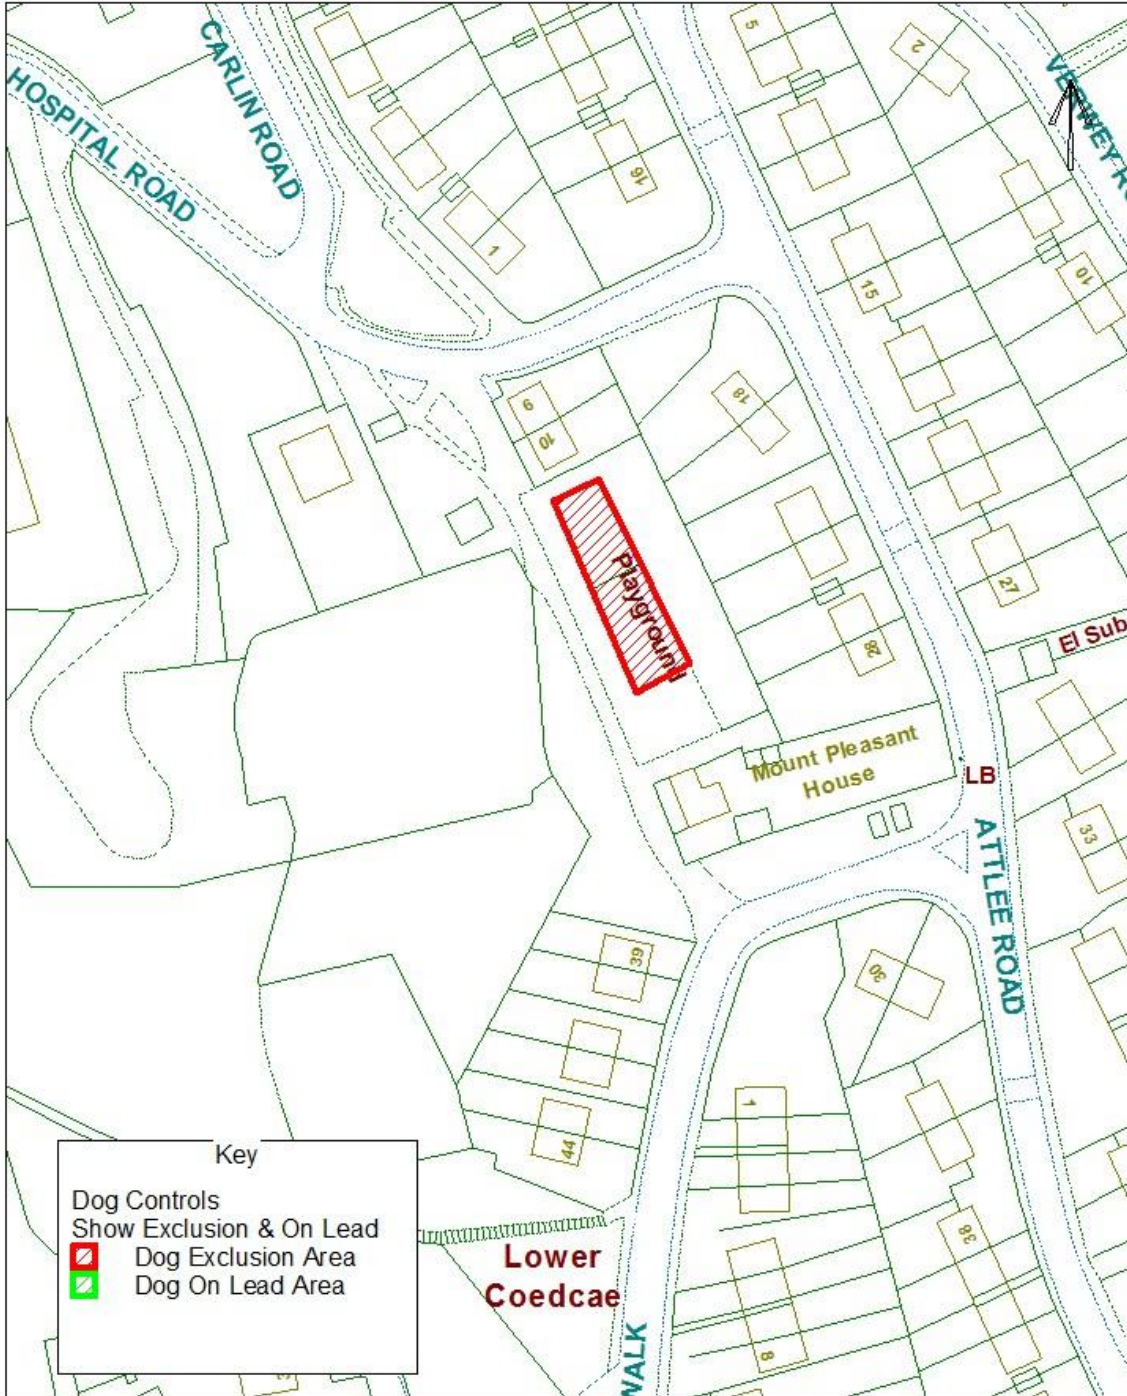 HOSPITAL ROAD
CARLIN ROAD
5
2
16
1
15
10
9
10
18
Playground
27
28
El Sub
Mount Pleasant
House
LB
33
ATTLEE ROAD
39
30
1
44
38
8
Lower
Coedcae
WALK
Key
Dog Controls
Show Exclusion & On Lead
Dog Exclusion Area
Dog On Lead Area